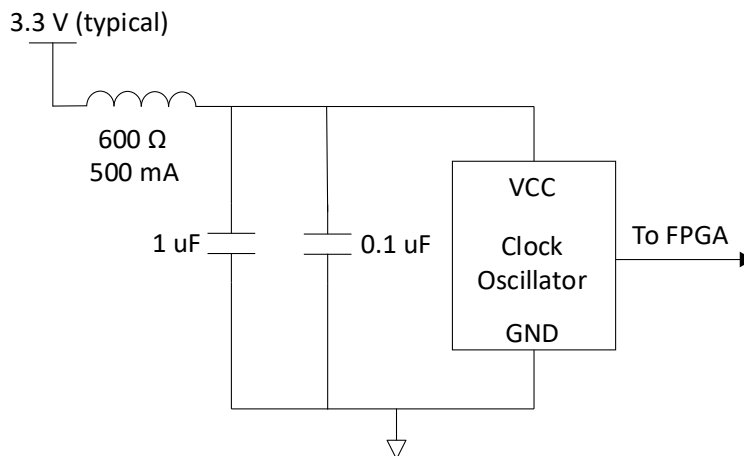 3.3 V (typical)
600 Ω
500 mA
1 uF
0.1 uF
VCC
Clock
Oscillator
GND
To FPGA